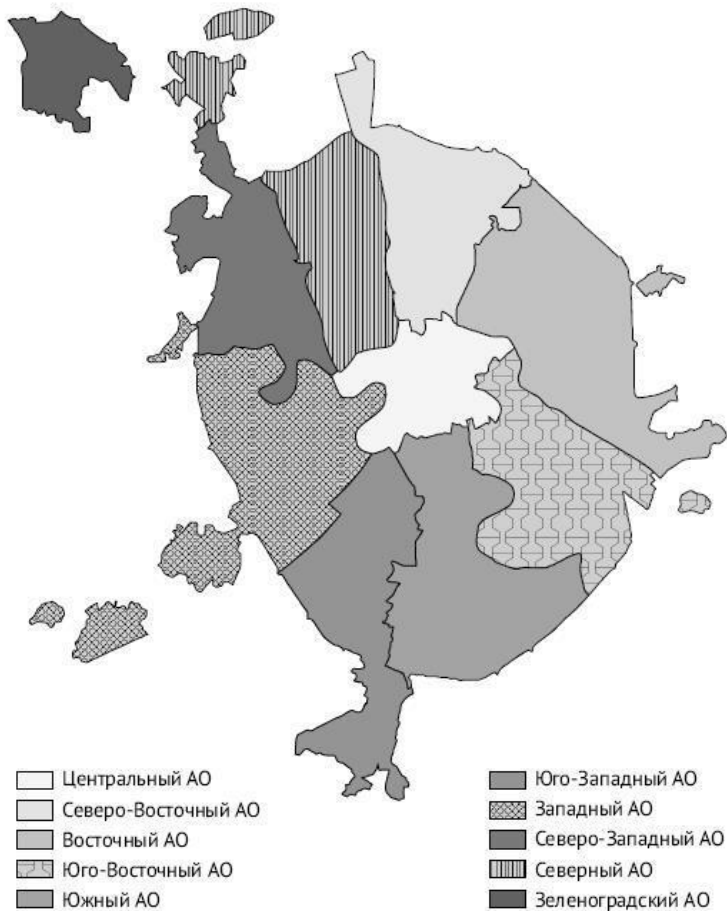 Центральный АО
Северо-Восточный АО
Восточный АО
Юго-Восточный АО
Южный АО
Юго-Западный АО
Западный АО
Северо-Западный АО
Северный АО
Зеленоградский АО